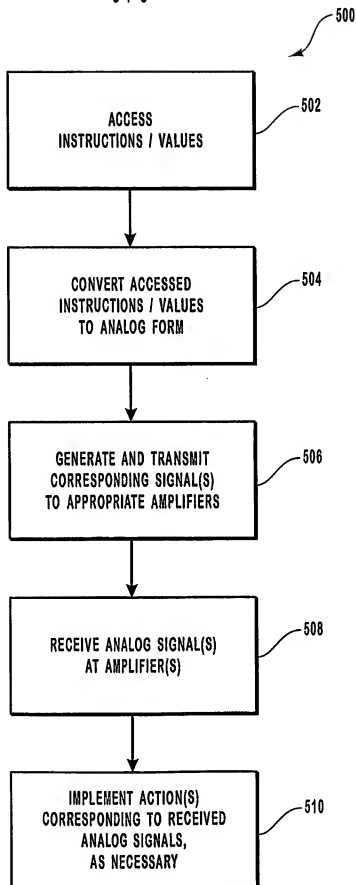 500
ACCESS
INSTRUCTIONS / VALUES
502
CONVERT ACCESSED
INSTRUCTIONS / VALUES
TO ANALOG FORM
504
GENERATE AND TRANSMIT
CORRESPONDING SIGNAL(S)
TO APPROPRIATE AMPLIFIERS
506
RECEIVE ANALOG SIGNAL(S)
AT AMPLIFIER(S)
508
IMPLEMENT ACTION(S)
CORRESPONDING TO RECEIVED
ANALOG SIGNALS,
AS NECESSARY
510